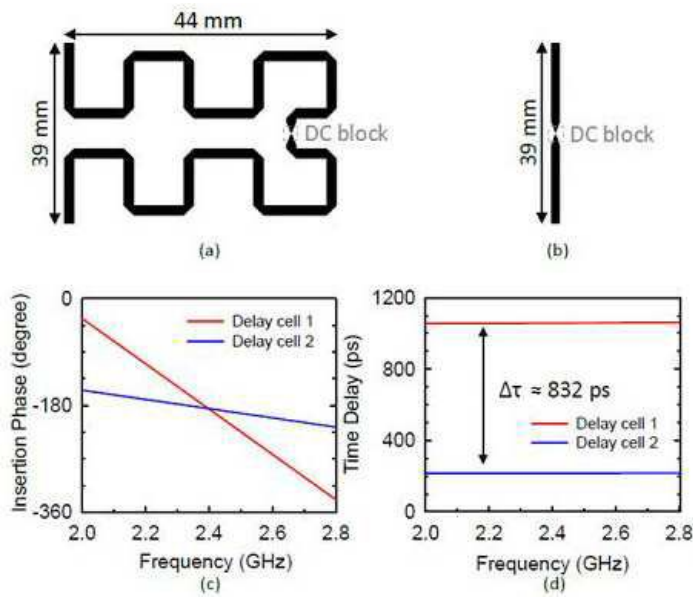 44 mm
39 mm
DC block
(a)
39 mm
DC block
(b)
Insertion Phase (degree)
0
-180
-360
Delay cell 1
Delay cell 2
2.0 2.2 2.4 2.6 2.8
Frequency (GHz)
(c)
Time Delay (ps)
1200
800
400
0
Δτ ≈ 832 ps
Delay cell 1
Delay cell 2
2.0 2.2 2.4 2.6 2.8
Frequency (GHz)
(d)